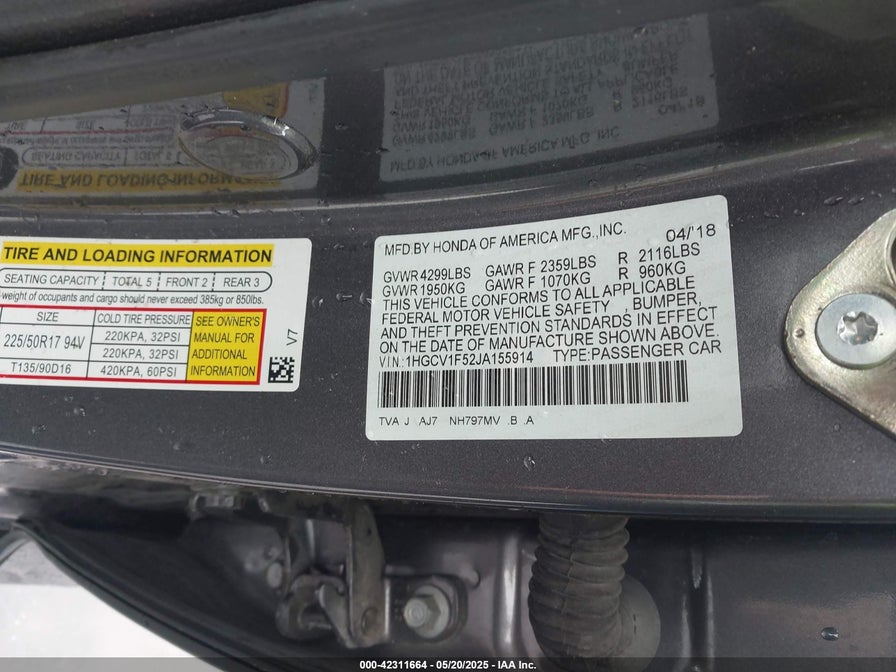 TIRE AND LOADING INFORMATION
SEATING CAPACITY TOTAL 5 FRONT 2 REAR 3
weight of occupants and cargo should never exceed 385kg or 850lbs.
SIZE COLD TIRE PRESSURE SEE OWNER'S
225/50R17 94V 220KPA, 32PSI MANUAL FOR
220KPA, 32PSI ADDITIONAL
T135/90D16 420KPA, 60PSI INFORMATION
V7
MFD.BY HONDA OF AMERICA MFG.,INC. 04/'18
GVWR 4299LBS GAWR F 2359LBS R 2116LBS
GVWR 1950KG GAWR F 1070KG R 960KG
THIS VEHICLE CONFORMS TO ALL APPLICABLE
FEDERAL MOTOR VEHICLE SAFETY , BUMPER,
AND THEFT PREVENTION STANDARDS IN EFFECT
ON THE DATE OF MANUFACTURE SHOWN ABOVE.
VIN: 1HGCV1F52JA155914 TYPE:PASSENGER CAR
TVA J AJ7 NH797MV .B .A
000-42311664 - 05/20/2025 - IAA Inc.